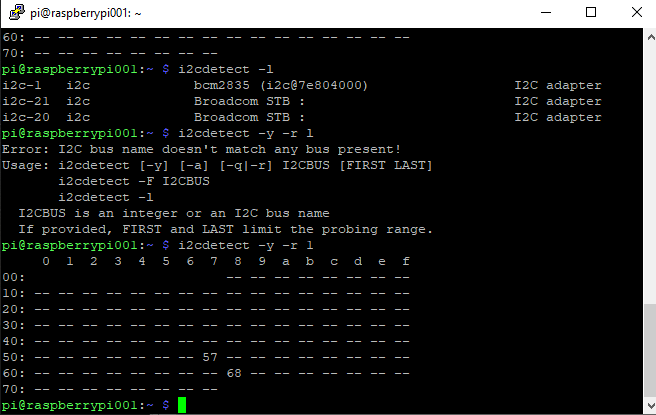 pi@raspberrypi001: ~
60: -- -- -- -- -- -- -- -- -- -- -- -- -- -- -- --
70: -- -- -- -- -- -- -- --
pi@raspberrypi001:~ $ i2cdetect -l
i2c-1   i2c             bcm2835 (i2c@7e804000)                  I2C adapter
i2c-21  i2c             Broadcom STB :                          I2C adapter
i2c-20  i2c             Broadcom STB :                          I2C adapter
pi@raspberrypi001:~ $ i2cdetect -y -r l
Error: I2C bus name doesn't match any bus present!
Usage: i2cdetect [-y] [-a] [-q|-r] I2CBUS [FIRST LAST]
       i2cdetect -F I2CBUS
       i2cdetect -l
  I2CBUS is an integer or an I2C bus name
  If provided, FIRST and LAST limit the probing range.
pi@raspberrypi001:~ $ i2cdetect -y -r 1
     0  1  2  3  4  5  6  7  8  9  a  b  c  d  e  f
00:                         -- -- -- -- -- -- -- --
10: -- -- -- -- -- -- -- -- -- -- -- -- -- -- -- --
20: -- -- -- -- -- -- -- -- -- -- -- -- -- -- -- --
30: -- -- -- -- -- -- -- -- -- -- -- -- -- -- -- --
40: -- -- -- -- -- -- -- -- -- -- -- -- -- -- -- --
50: -- -- -- -- -- -- -- 57 -- -- -- -- -- -- -- --
60: -- -- -- -- -- -- -- -- 68 -- -- -- -- -- -- --
70: -- -- -- -- -- -- -- --
pi@raspberrypi001:~ $